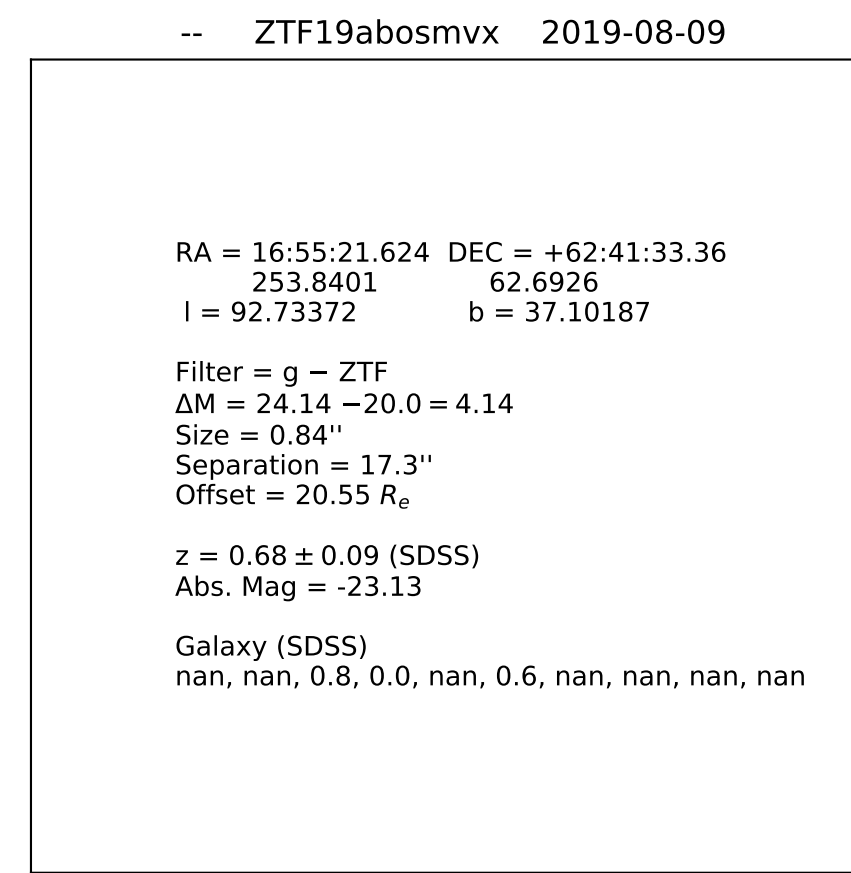 -- ZTF19abosmvx 2019-08-09
RA = 16:55:21.624 DEC = +62:41:33.36
253.8401 62.6926
l = 92.73372 b = 37.10187
Filter = g − ZTF
ΔM = 24.14 −20.0 = 4.14
Size = 0.84''
Separation = 17.3''
Offset = 20.55 Re
z = 0.68 ± 0.09 (SDSS)
Abs. Mag = -23.13
Galaxy (SDSS)
nan, nan, 0.8, 0.0, nan, 0.6, nan, nan, nan, nan